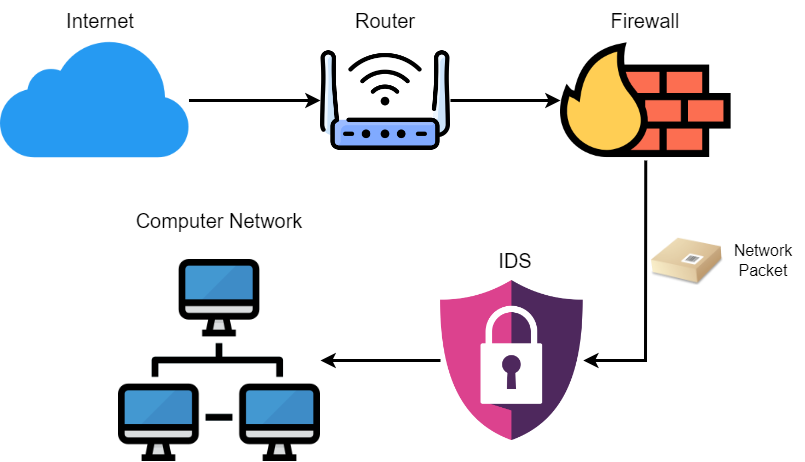 Internet
Router
Firewall
Computer Network
IDS
Network
Packet